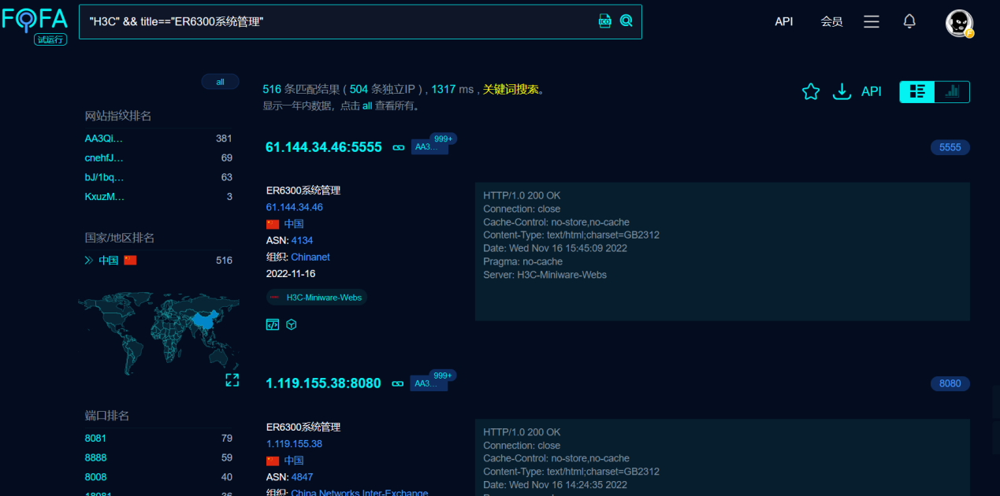 FOFA
试运行
"H3C" && title=="ER6300系统管理"
API
会员
all
516 条匹配结果 ( 504 条独立IP ) , 1317 ms , 关键词搜索。
显示一年内数据，点击 all 查看所有。
API
网站指纹排名
AA3Qi... 381
cnehfJ... 69
bJ/1bq... 63
KxuzM... 3
国家/地区排名
中国 516
端口排名
8081 79
8888 59
8008 40
18081 36
61.144.34.46:5555
AA3...
999+
5555
ER6300系统管理
61.144.34.46
中国
ASN: 4134
组织: Chinanet
2022-11-16
H3C-Miniware-Webs
HTTP/1.0 200 OK
Connection: close
Cache-Control: no-store,no-cache
Content-Type: text/html;charset=GB2312
Date: Wed Nov 16 15:45:09 2022
Pragma: no-cache
Server: H3C-Miniware-Webs
1.119.155.38:8080
AA3...
999+
8080
ER6300系统管理
1.119.155.38
中国
ASN: 4847
组织: China Networks Inter-Exchange
HTTP/1.0 200 OK
Connection: close
Cache-Control: no-store,no-cache
Content-Type: text/html;charset=GB2312
Date: Wed Nov 16 14:24:35 2022